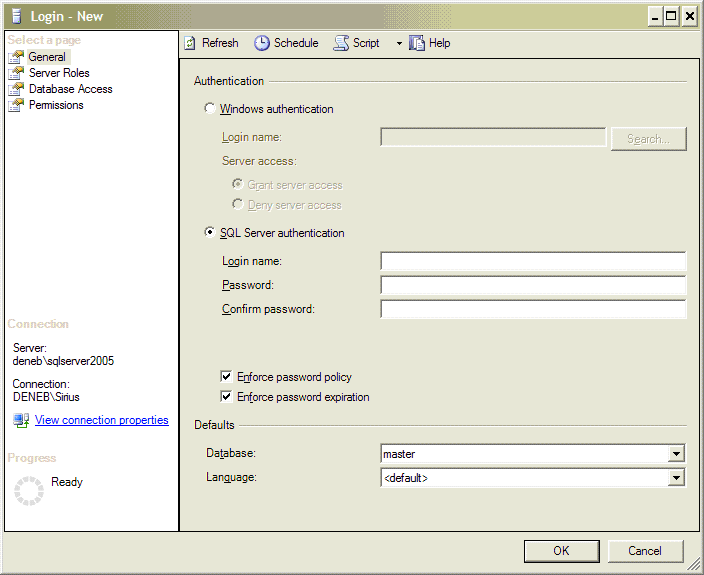 Login - New
Select a page
General
Server Roles
Database Access
Permissions
Refresh Schedule Script Help
Authentication
Windows authentication
Login name:
Search...
Server access:
Grant server access
Deny server access
SQL Server authentication
Login name:
Password:
Confirm password:
Enforce password policy
Enforce password expiration
Defaults
Database: master
Language: <default>
Connection
Server:
deneb\sqlserver2005
Connection:
DENEB\Sirius
View connection properties
Progress
Ready
OK Cancel